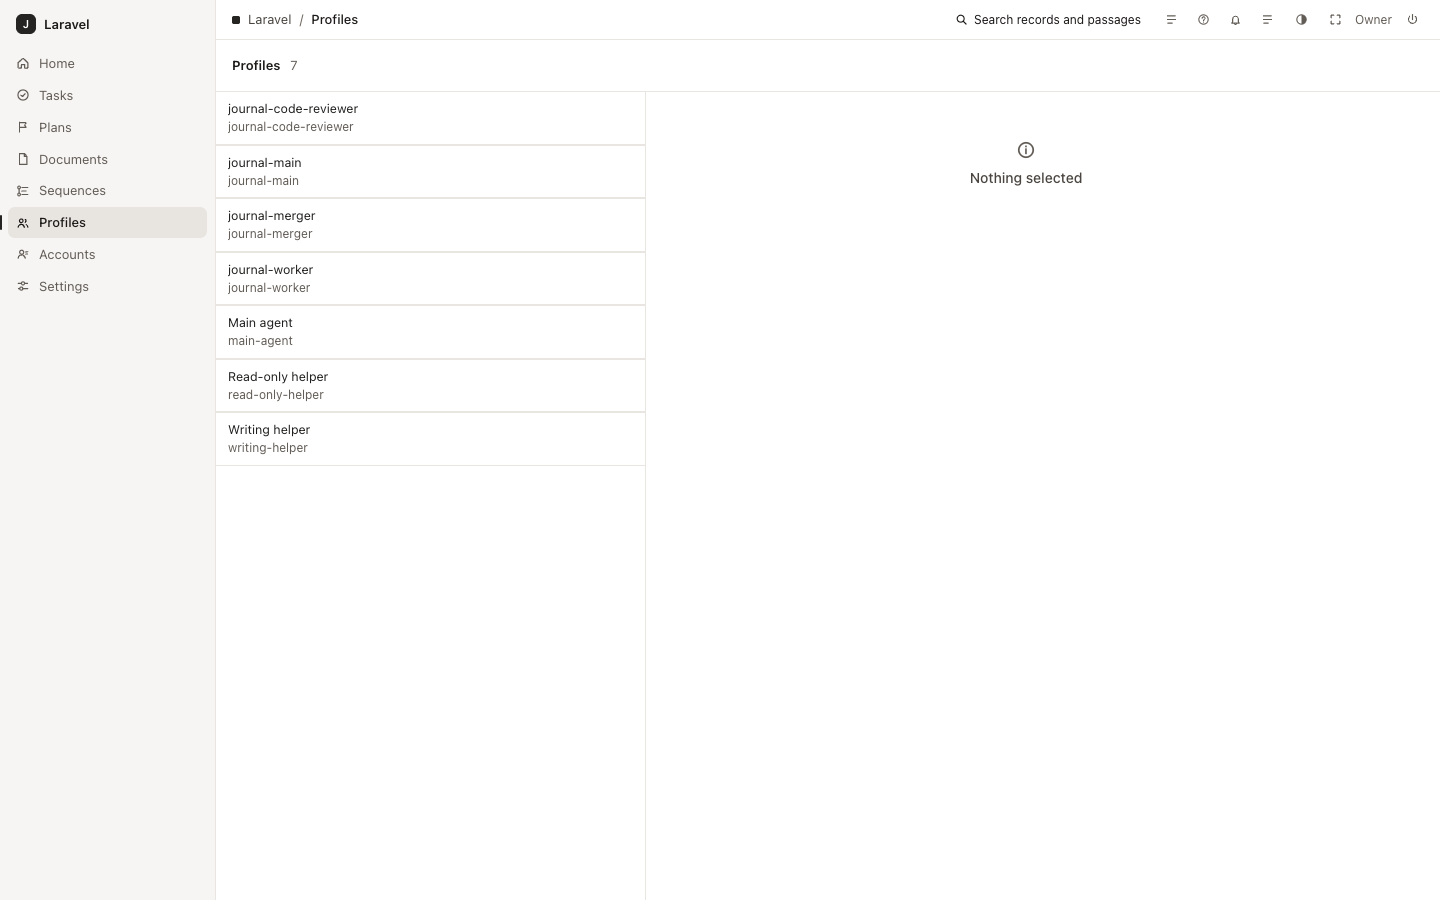 J Laravel
Home
Tasks
Plans
Documents
Sequences
Profiles
Accounts
Settings
Laravel / Profiles
Search records and passages
Owner
Profiles 7
journal-code-reviewer
journal-code-reviewer
journal-main
journal-main
journal-merger
journal-merger
journal-worker
journal-worker
Main agent
main-agent
Read-only helper
read-only-helper
Writing helper
writing-helper
Nothing selected